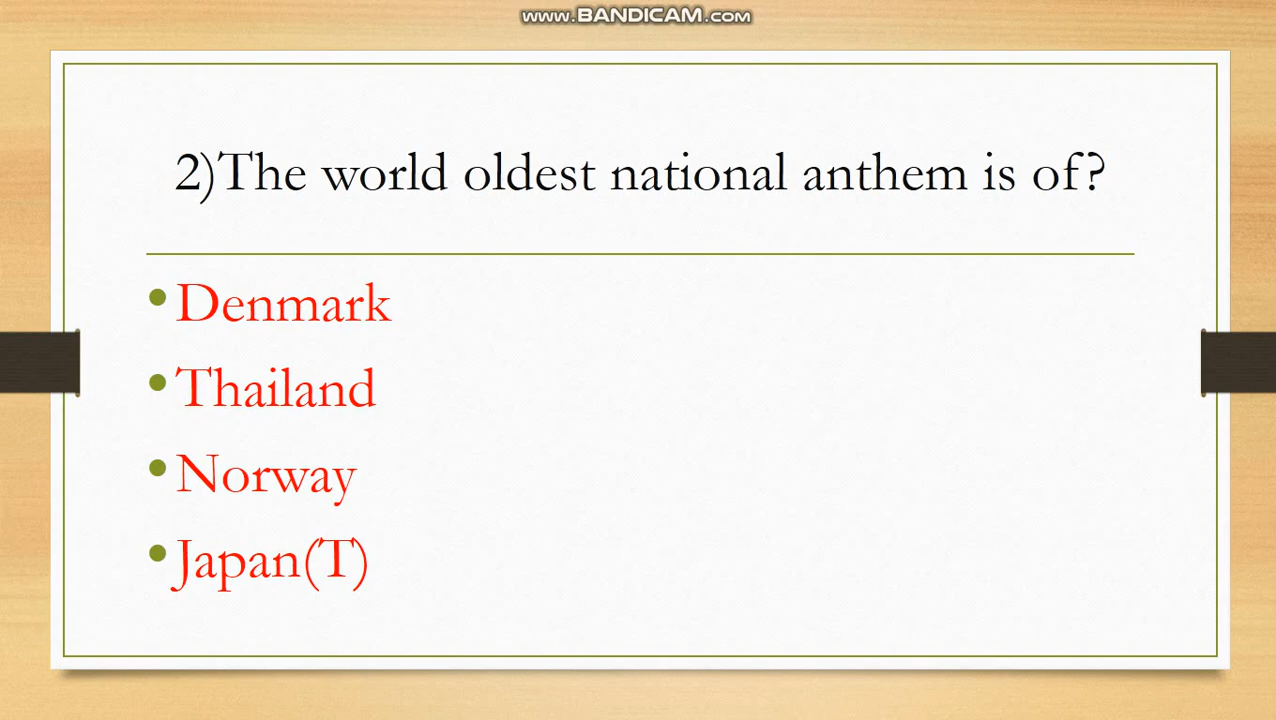 www.BANDICAM.com
2)The world oldest national anthem is of?
•Denmark
•Thailand
•Norway
•Japan(T)